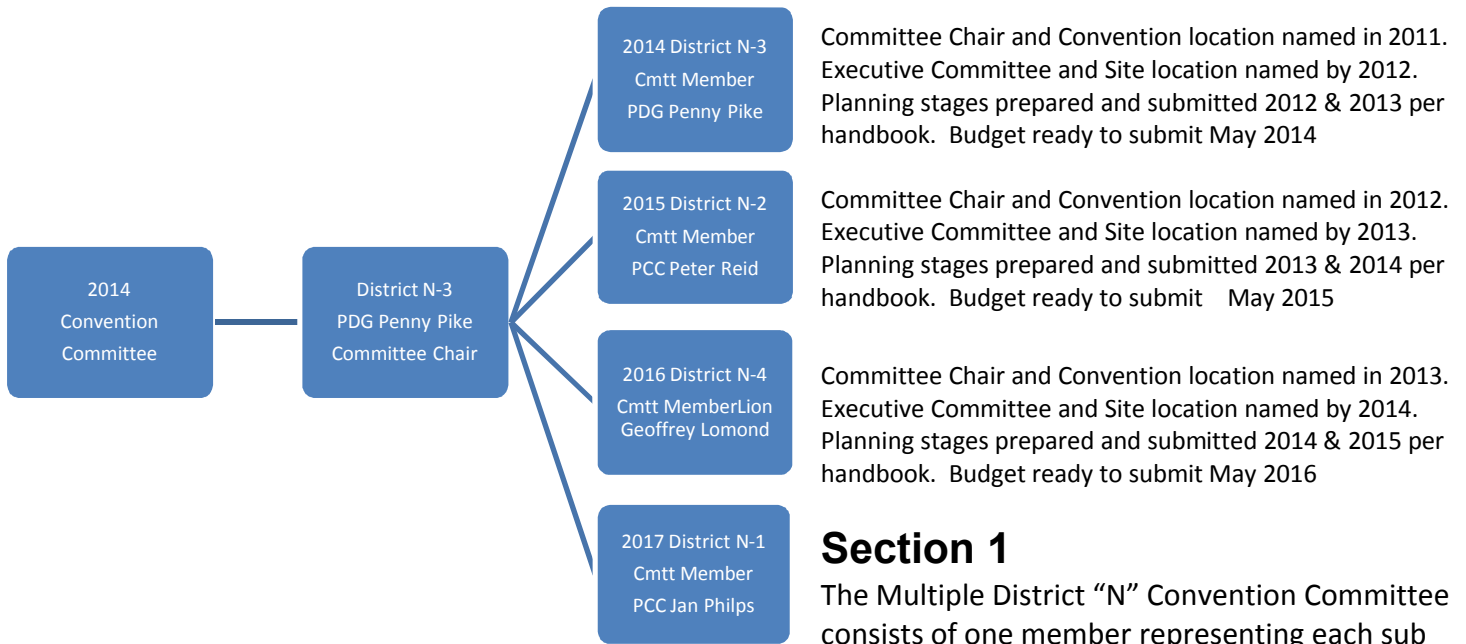 2014
Convention
Committee
District N-3
PDG Penny Pike
Committee Chair
2014 District N-3
Cmtt Member
PDG Penny Pike
Committee Chair and Convention location named in 2011.
Executive Committee and Site location named by 2012.
Planning stages prepared and submitted 2012 & 2013 per
handbook.  Budget ready to submit May 2014
2015 District N-2
Cmtt Member
PCC Peter Reid
Committee Chair and Convention location named in 2012.
Executive Committee and Site location named by 2013.
Planning stages prepared and submitted 2013 & 2014 per
handbook.  Budget ready to submit    May 2015
2016 District N-4
Cmtt MemberLion
Geoffrey Lomond
Committee Chair and Convention location named in 2013.
Executive Committee and Site location named by 2014.
Planning stages prepared and submitted 2014 & 2015 per
handbook.  Budget ready to submit May 2016
2017 District N-1
Cmtt Member
PCC Jan Philps
Section 1
The Multiple District “N” Convention Committee
consists of one member representing each sub